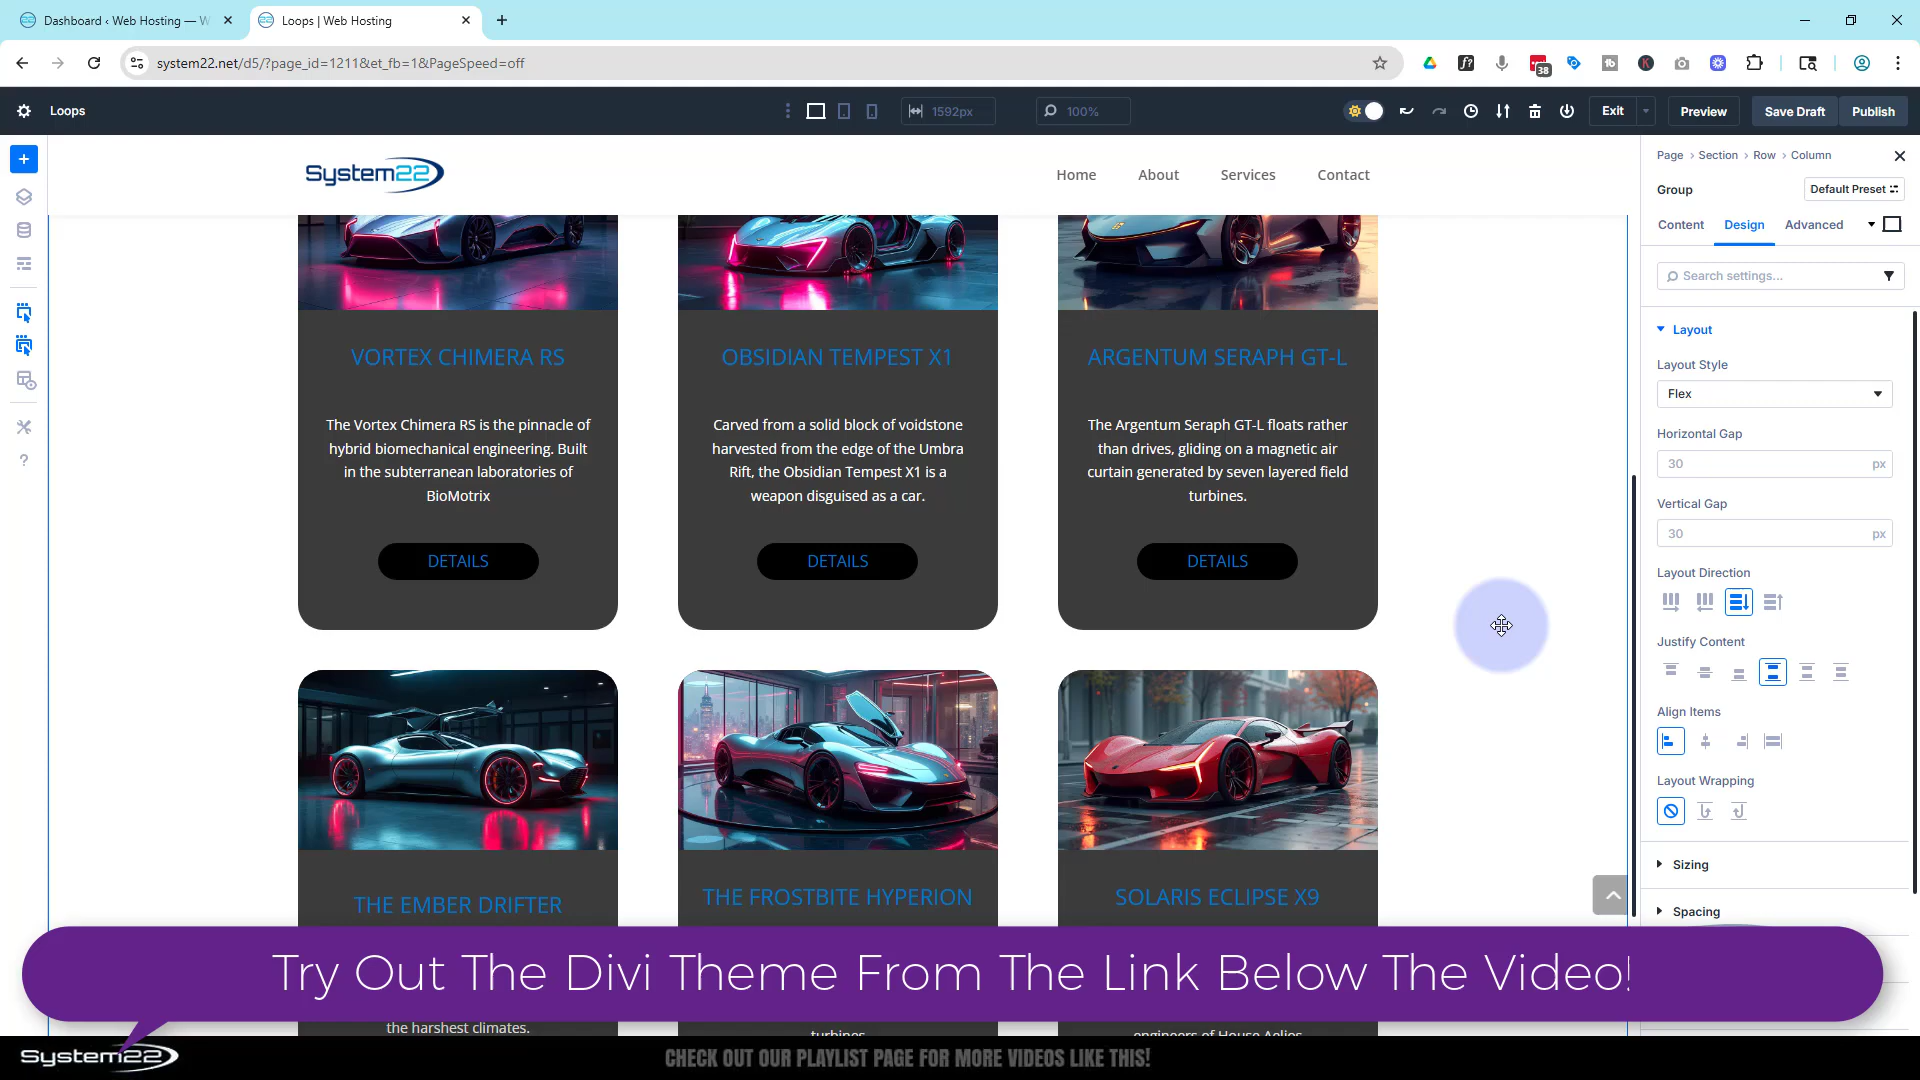 Dashboard ‹ Web Hosting — W
Loops | Web Hosting
system22.net/d5/?page_id=1211&et_fb=1&PageSpeed=off
38
Loops
1592px
100%
Exit
Preview
Save Draft
Publish
System22
Home
About
Services
Contact
Page › Section › Row › Column
Group
Default Preset
Content
Design
Advanced
Search settings...
Layout
Layout Style
Flex
Horizontal Gap
30
px
Vertical Gap
30
px
Layout Direction
Justify Content
Align Items
Layout Wrapping
Sizing
Spacing
VORTEX CHIMERA RS
The Vortex Chimera RS is the pinnacle of
hybrid biomechanical engineering. Built
in the subterranean laboratories of
BioMotrix
DETAILS
OBSIDIAN TEMPEST X1
Carved from a solid block of voidstone
harvested from the edge of the Umbra
Rift, the Obsidian Tempest X1 is a
weapon disguised as a car.
DETAILS
ARGENTUM SERAPH GT-L
The Argentum Seraph GT-L floats rather
than drives, gliding on a magnetic air
curtain generated by seven layered field
turbines.
DETAILS
THE EMBER DRIFTER
the harshest climates.
THE FROSTBITE HYPERION
turbines
SOLARIS ECLIPSE X9
engineers of House Aelios
Try Out The Divi Theme From The Link Below The Video!
System22
CHECK OUT OUR PLAYLIST PAGE FOR MORE VIDEOS LIKE THIS!